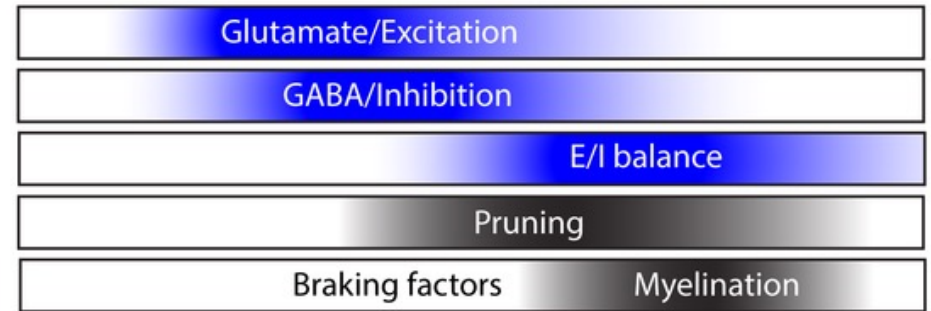 Glutamate/Excitation
GABA/Inhibition
E/I balance
Pruning
Braking factors Myelination